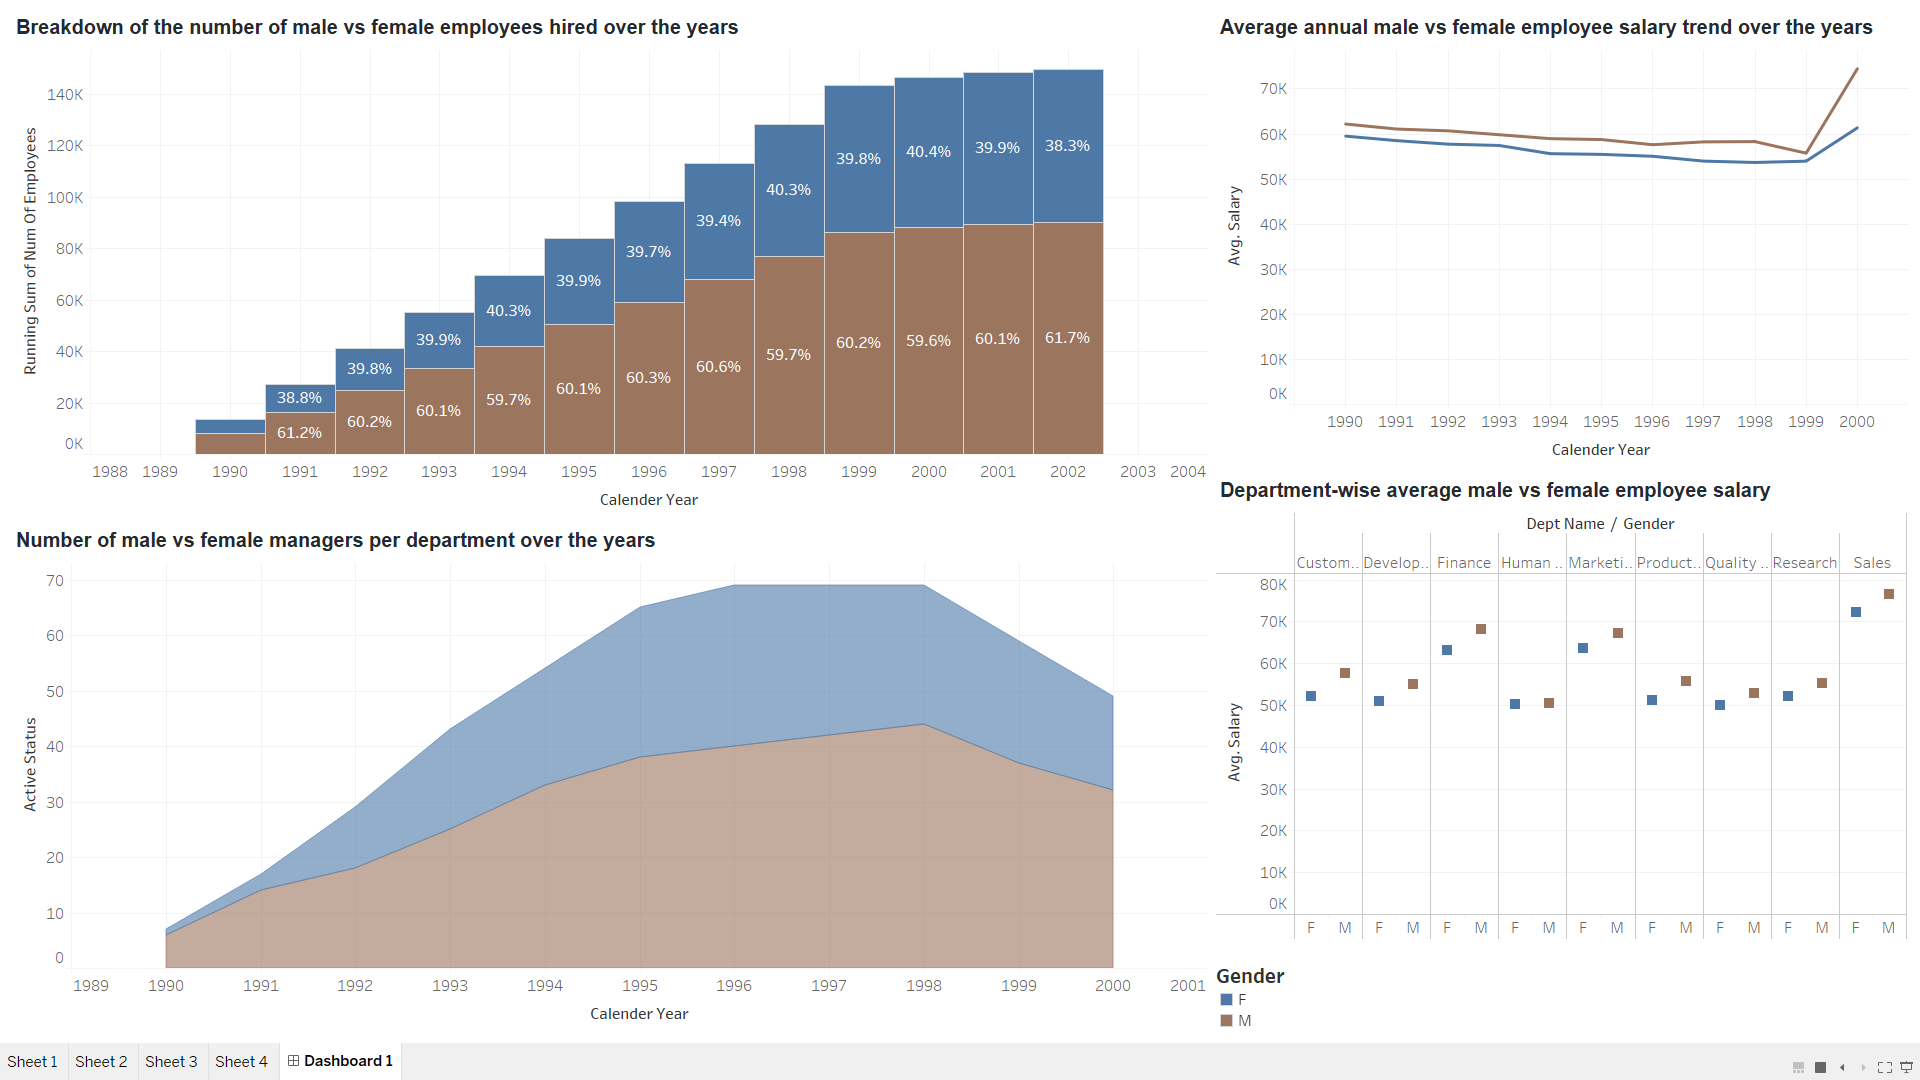 Breakdown of the number of male vs female employees hired over the years
Running Sum of Num Of Employees
140K
120K
100K
80K
60K
40K
20K
0K
38.8%
61.2%
39.8%
60.2%
39.9%
60.1%
40.3%
59.7%
39.9%
60.1%
39.7%
60.3%
39.4%
60.6%
40.3%
59.7%
39.8%
60.2%
40.4%
59.6%
39.9%
60.1%
38.3%
61.7%
1988 1989 1990 1991 1992 1993 1994 1995 1996 1997 1998 1999 2000 2001 2002 2003 2004
Calender Year
Average annual male vs female employee salary trend over the years
Avg. Salary
70K
60K
50K
40K
30K
20K
10K
0K
1990 1991 1992 1993 1994 1995 1996 1997 1998 1999 2000
Calender Year
Number of male vs female managers per department over the years
Active Status
70
60
50
40
30
20
10
0
1989 1990 1991 1992 1993 1994 1995 1996 1997 1998 1999 2000 2001
Calender Year
Department-wise average male vs female employee salary
Dept Name / Gender
Custom.. Develop.. Finance Human .. Marketi.. Product.. Quality .. Research Sales
Avg. Salary
80K
70K
60K
50K
40K
30K
20K
10K
0K
F M F M F M F M F M F M F M F M F M
Gender
F
M
Sheet 1 Sheet 2 Sheet 3 Sheet 4 Dashboard 1